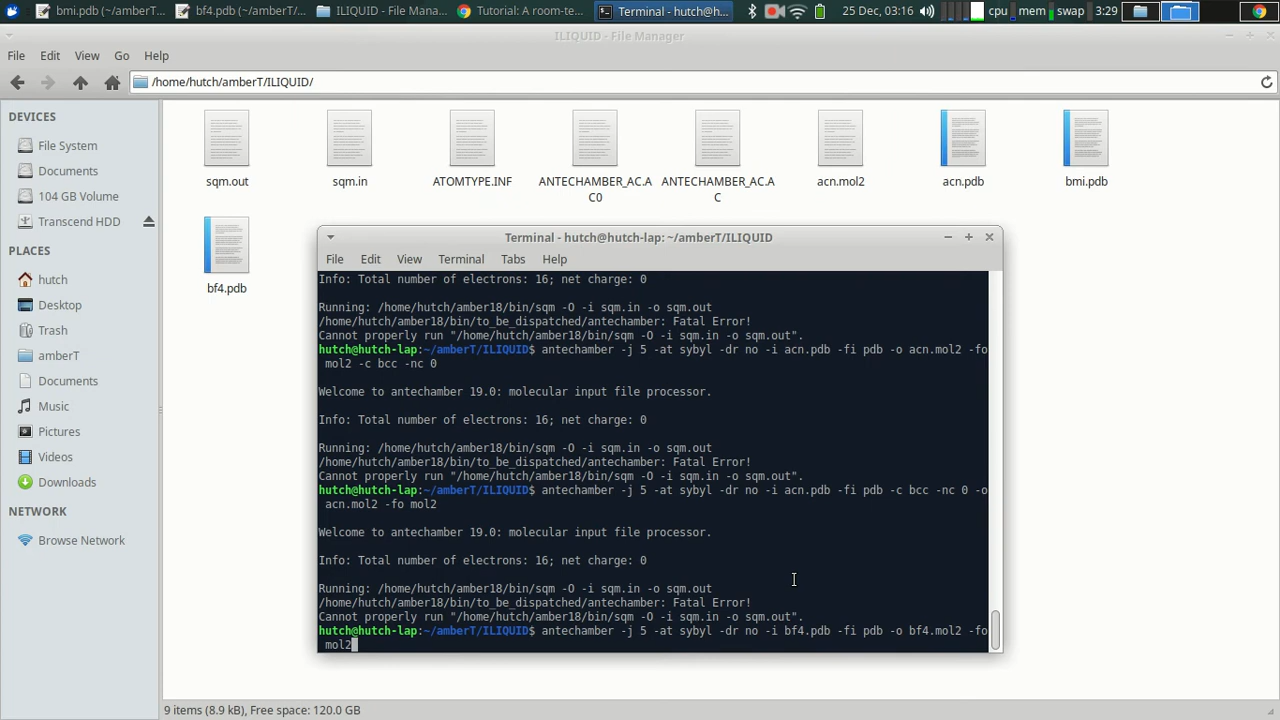 bmi.pdb (~/amberT...
bf4.pdb (~/amberT/...
ILIQUID - File Mana...
Tutorial: A room-te...
Terminal - hutch@h...
25 Dec, 03:16
cpu
mem
swap
3:29
ILIQUID - File Manager
File Edit View Go Help
/home/hutch/amberT/ILIQUID/
DEVICES
File System
Documents
104 GB Volume
Transcend HDD
PLACES
hutch
Desktop
Trash
amberT
Documents
Music
Pictures
Videos
Downloads
NETWORK
Browse Network
sqm.out
sqm.in
ATOMTYPE.INF
ANTECHAMBER_AC.A
C0
ANTECHAMBER_AC.A
C
acn.mol2
acn.pdb
bmi.pdb
bf4.pdb
Terminal - hutch@hutch-lap: ~/amberT/ILIQUID
File Edit View Terminal Tabs Help
Info: Total number of electrons: 16; net charge: 0
Running: /home/hutch/amber18/bin/sqm -O -i sqm.in -o sqm.out
/home/hutch/amber18/bin/to_be_dispatched/antechamber: Fatal Error!
Cannot properly run "/home/hutch/amber18/bin/sqm -O -i sqm.in -o sqm.out".
hutch@hutch-lap:~/amberT/ILIQUID$ antechamber -j 5 -at sybyl -dr no -i acn.pdb -fi pdb -o acn.mol2 -fo
mol2 -c bcc -nc 0
Welcome to antechamber 19.0: molecular input file processor.
Info: Total number of electrons: 16; net charge: 0
Running: /home/hutch/amber18/bin/sqm -O -i sqm.in -o sqm.out
/home/hutch/amber18/bin/to_be_dispatched/antechamber: Fatal Error!
Cannot properly run "/home/hutch/amber18/bin/sqm -O -i sqm.in -o sqm.out".
hutch@hutch-lap:~/amberT/ILIQUID$ antechamber -j 5 -at sybyl -dr no -i acn.pdb -fi pdb -c bcc -nc 0 -o
acn.mol2 -fo mol2
Welcome to antechamber 19.0: molecular input file processor.
Info: Total number of electrons: 16; net charge: 0
Running: /home/hutch/amber18/bin/sqm -O -i sqm.in -o sqm.out
/home/hutch/amber18/bin/to_be_dispatched/antechamber: Fatal Error!
Cannot properly run "/home/hutch/amber18/bin/sqm -O -i sqm.in -o sqm.out".
hutch@hutch-lap:~/amberT/ILIQUID$ antechamber -j 5 -at sybyl -dr no -i bf4.pdb -fi pdb -o bf4.mol2 -fo
mol2
9 items (8.9 kB), Free space: 120.0 GB